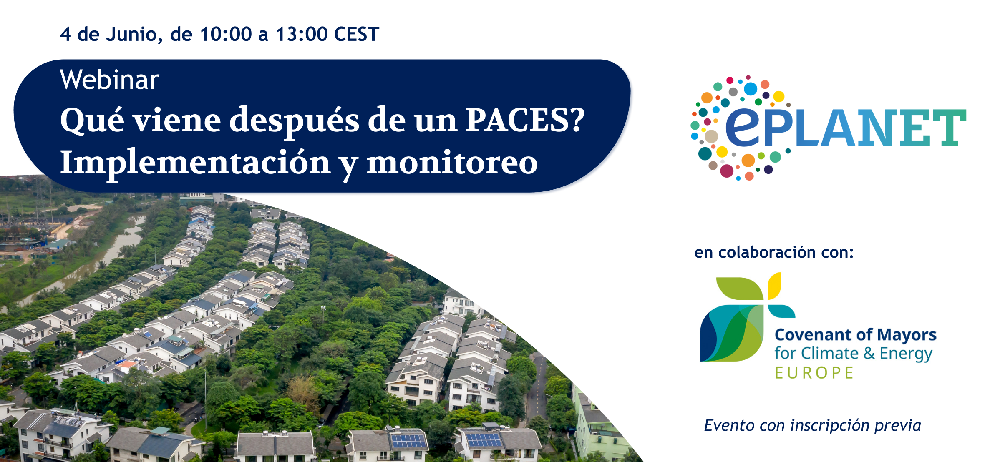 4 de Junio, de 10:00 a 13:00 CEST
Webinar
Qué viene después de un PACES?
Implementación y monitoreo
ePLANET
en colaboración con:
Covenant of Mayors
for Climate & Energy
EUROPE
Evento con inscripción previa